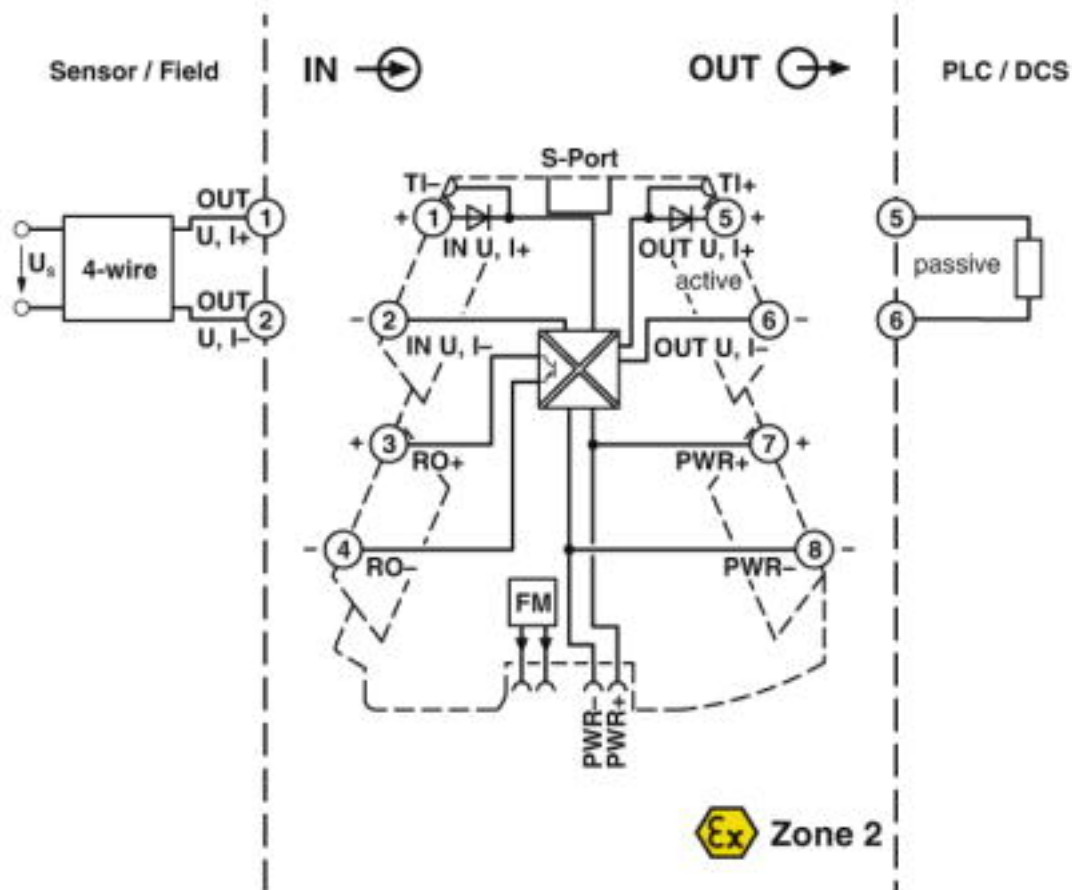 Sensor / Field
IN
OUT
PLC / DCS
S-Port
TI–
TI+
OUT
U, I+
1
+
1
IN U, I+
5
+
OUT U, I+
5
Us
4-wire
active
passive
OUT
U, I–
2
–
2
IN U, I–
6
–
OUT U, I–
6
+
3
RO+
7
+
PWR+
–
4
RO–
8
–
PWR–
FM
PWR–
PWR+
Ex
Zone 2